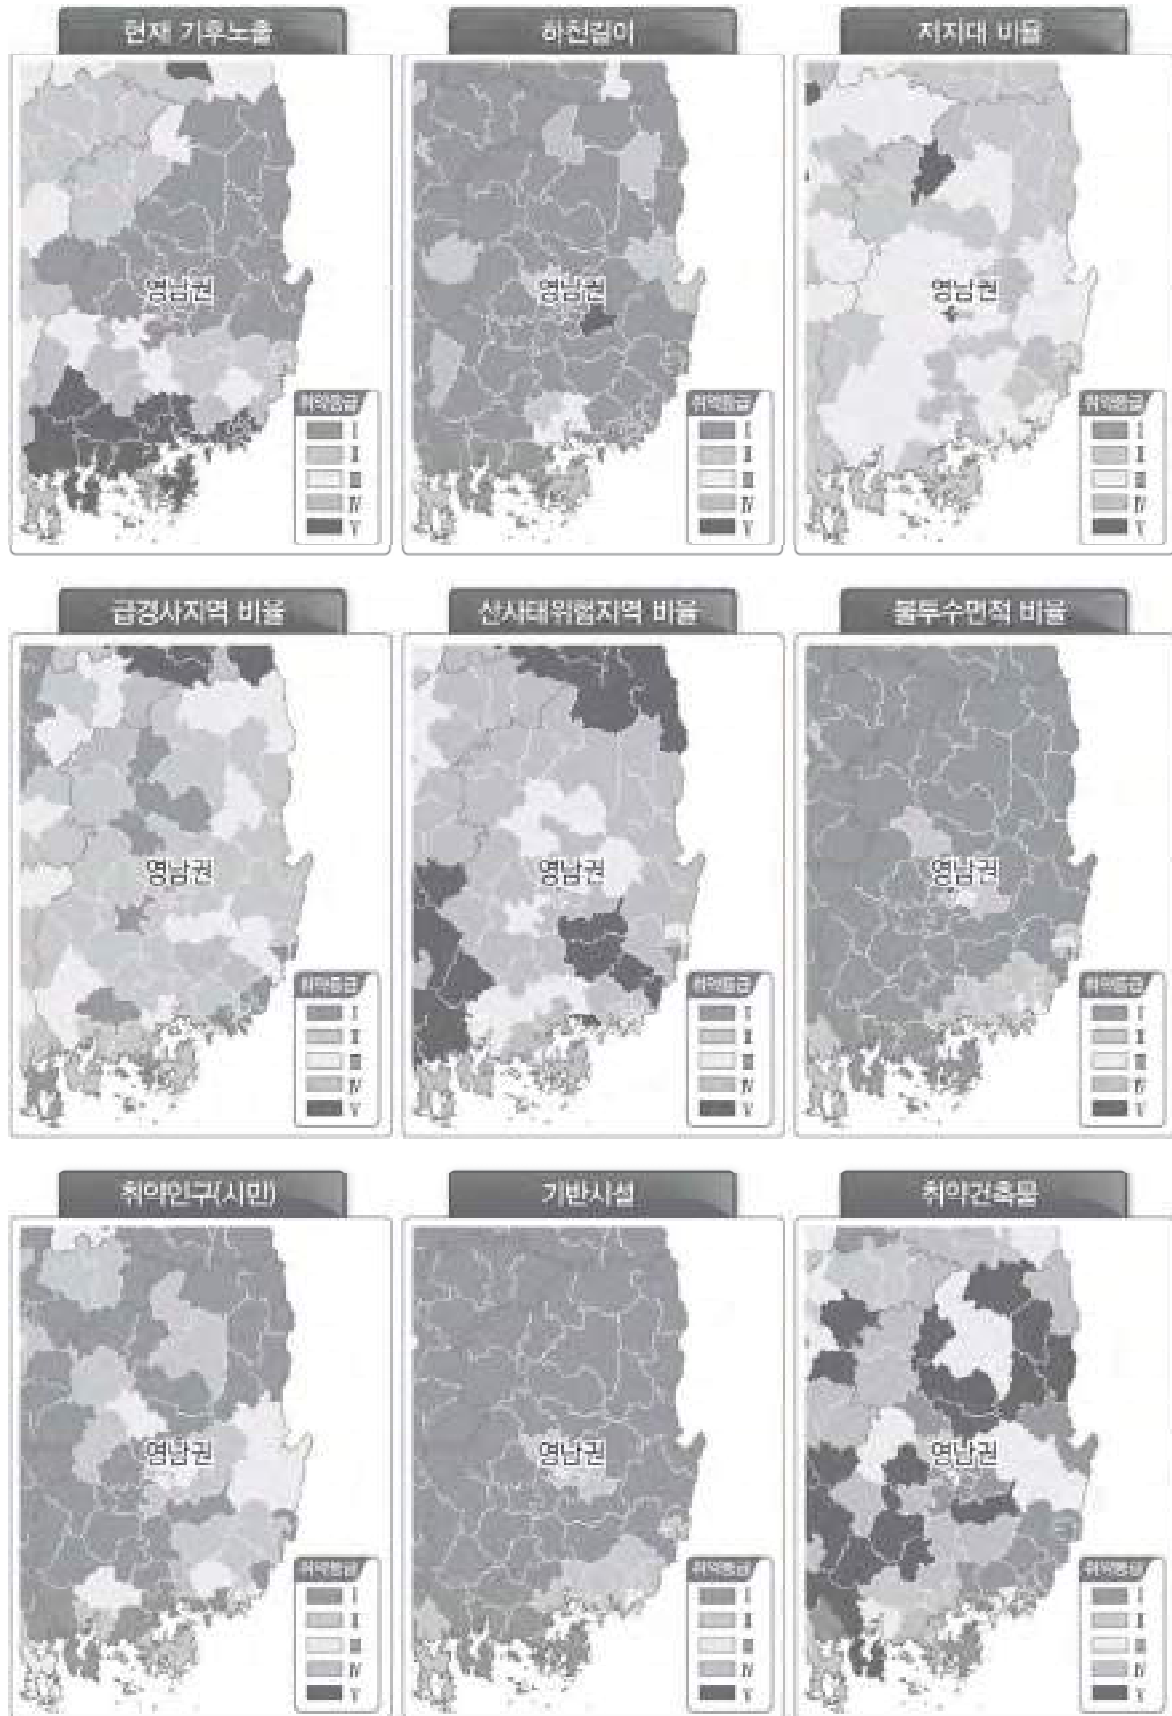 현재 기후노출
하천길이
저지대 비율
영남권
영남권
영남권
취약등급
I
II
III
IV
V
취약등급
I
II
III
IV
V
취약등급
I
II
III
IV
V
급경사지역 비율
산사태위험지역 비율
불투수면적 비율
영남권
영남권
영남권
취약등급
I
II
III
IV
V
취약등급
I
II
III
IV
V
취약등급
I
II
III
IV
V
취약인구(시민)
기반시설
취약건축물
영남권
영남권
영남권
취약등급
I
II
III
IV
V
취약등급
I
II
III
IV
V
취약등급
I
II
III
IV
V